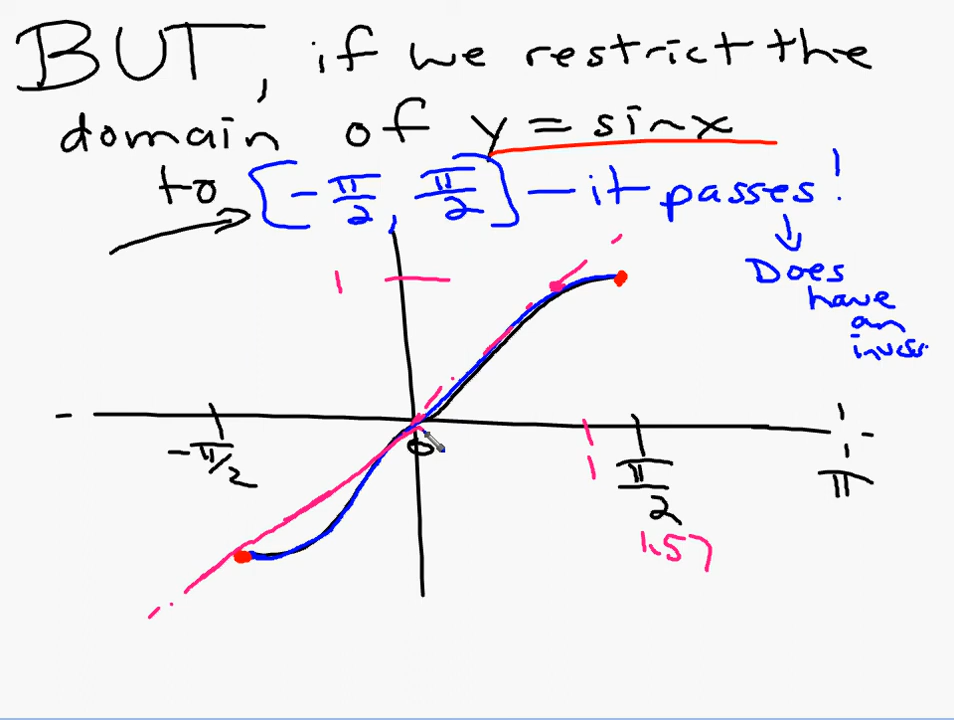 BUT, if we restrict the
domain of y = sin x
to [-π/2, π/2] - it passes!
Does
have
an
1
-π/2
0
1
π/2
π
1.57